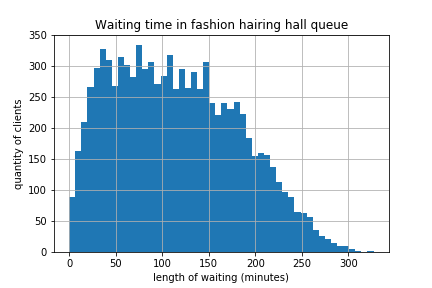 Waiting time in fashion hairing hall queue
350
300
250
200
150
100
50
0
quantity of clients
0 50 100 150 200 250 300
length of waiting (minutes)